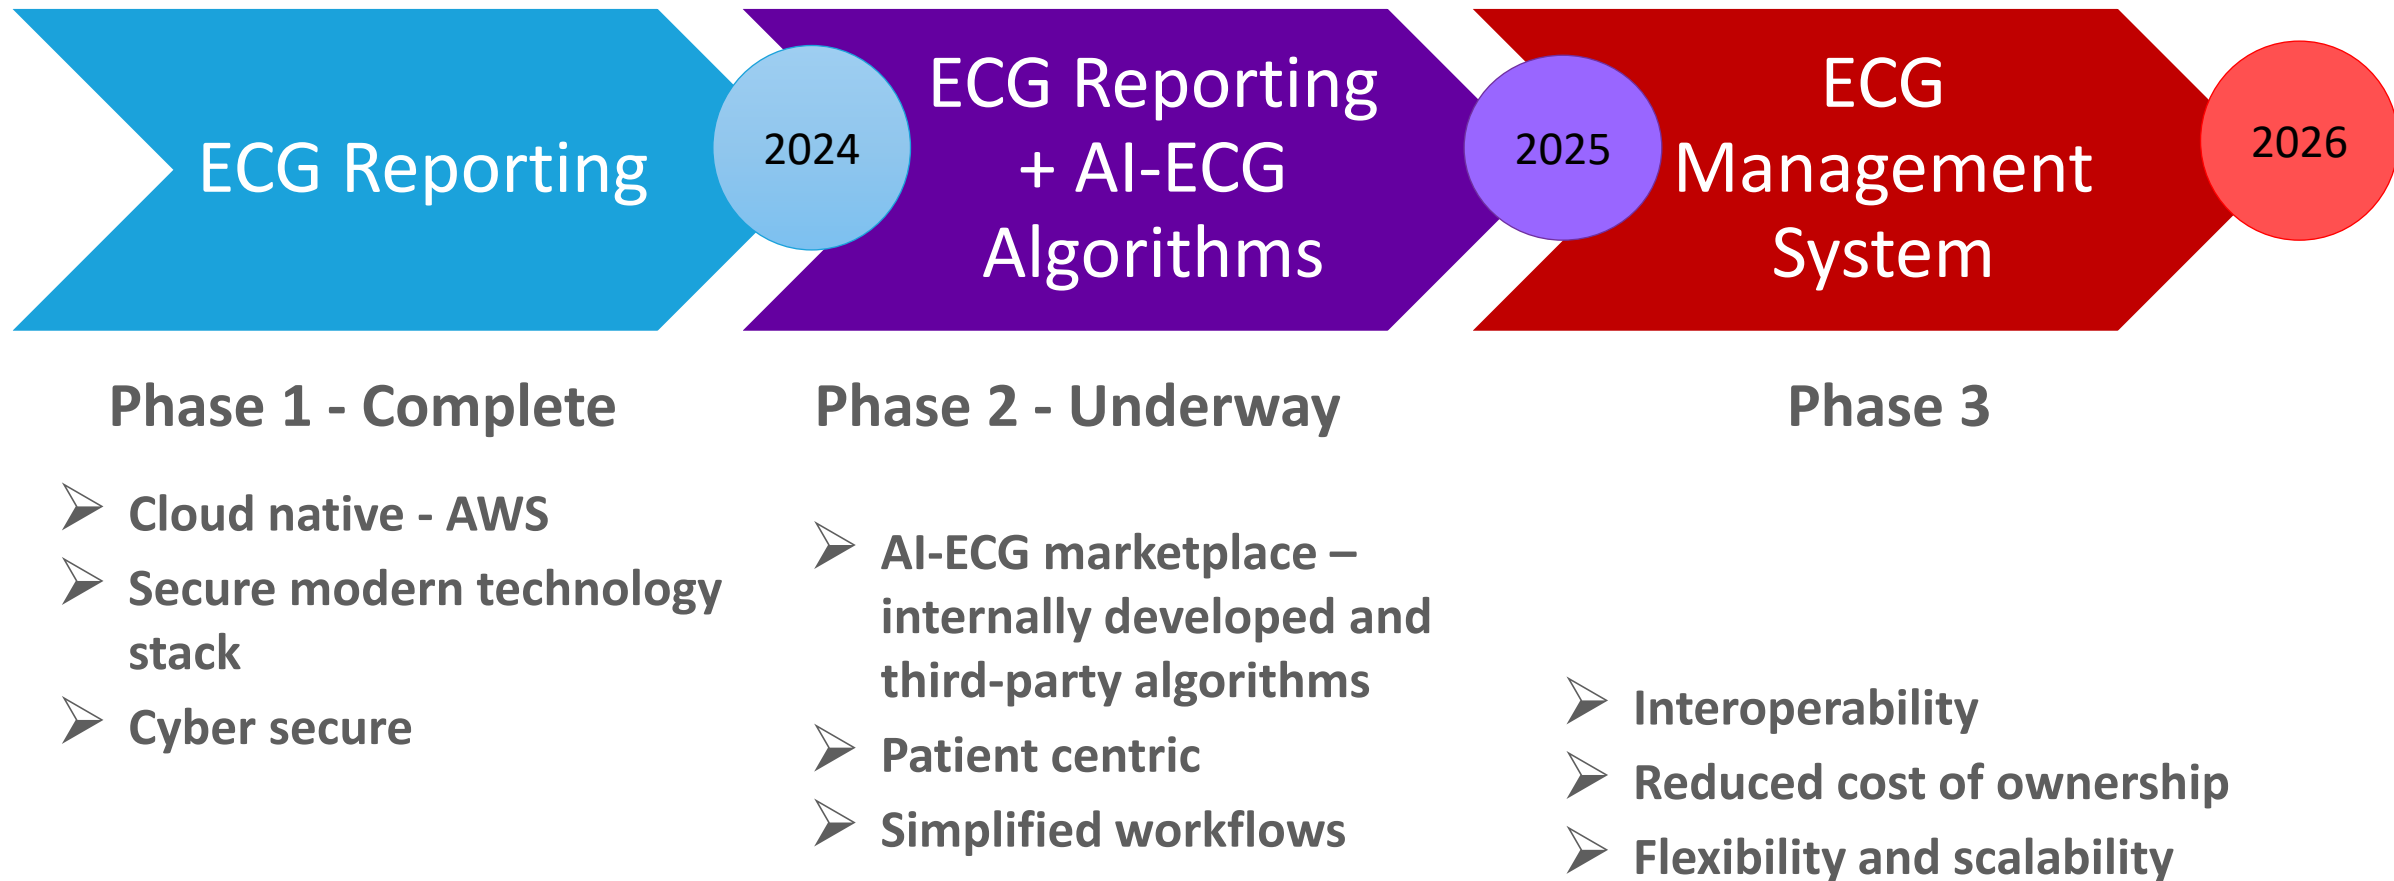 ECG Reporting
2024
ECG Reporting
+ AI-ECG
Algorithms
2025
ECG
Management
System
2026
Phase 1 - Complete
Cloud native - AWS
Secure modern technology
stack
Cyber secure
Phase 2 - Underway
AI-ECG marketplace –
internally developed and
third-party algorithms
Patient centric
Simplified workflows
Phase 3
Interoperability
Reduced cost of ownership
Flexibility and scalability